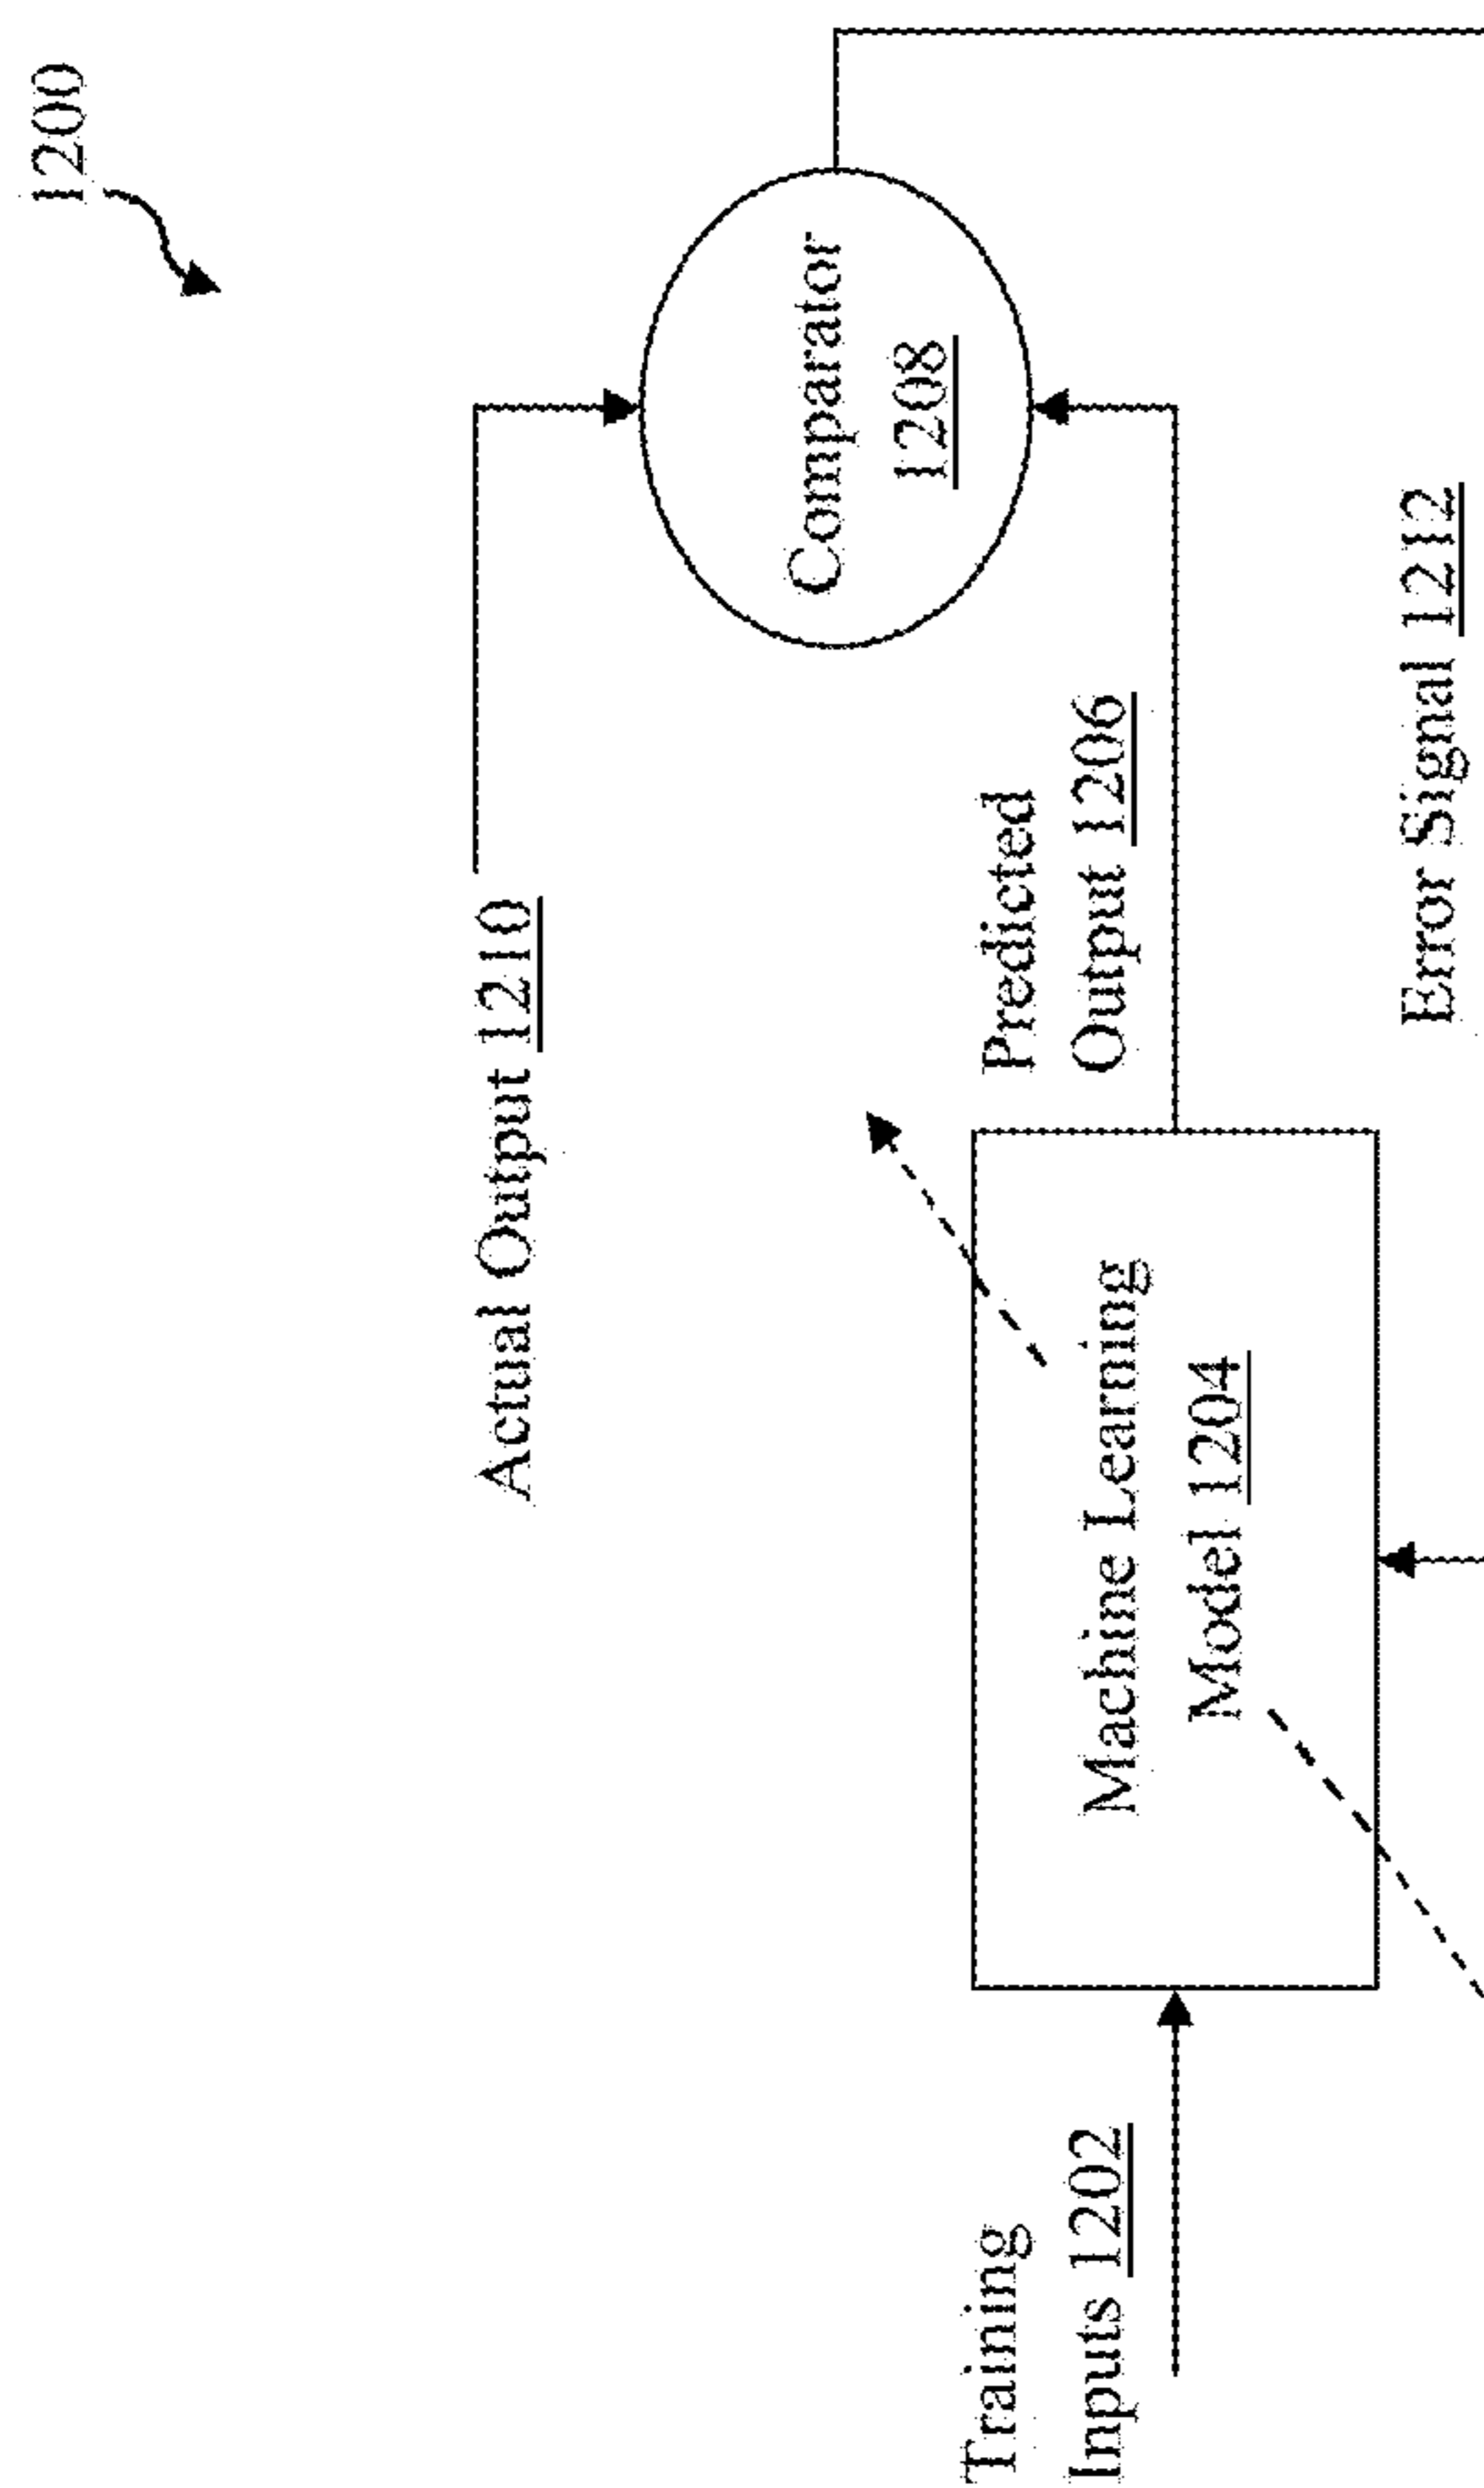 1200
Actual Output 1210
Comparator
1208
Predicted
Output 1206
Machine Learning
Model 1204
Training
Inputs 1202
Error Signal 1212